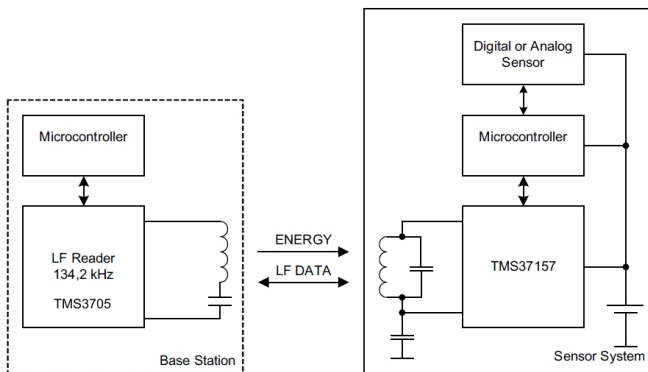 Microcontroller
LF Reader
134,2 kHz
TMS3705
Base Station
ENERGY
LF DATA
Digital or Analog
Sensor
Microcontroller
TMS37157
Sensor System